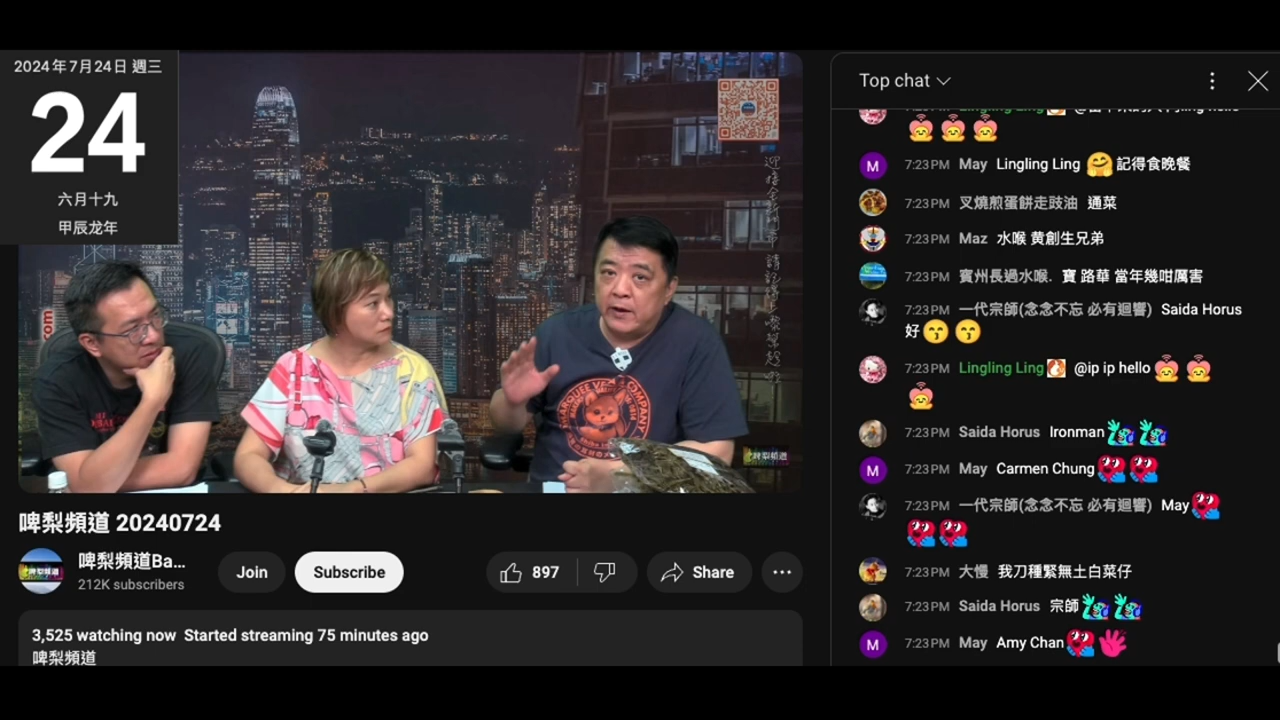 2024年7月24日 週三
24
六月十九
甲辰龙年
.com
啤梨頻道
啤梨頻道 20240724
啤梨頻道Ba...
212K subscribers
Join
Subscribe
897
Share
3,525 watching now Started streaming 75 minutes ago
啤梨頻道
Top chat
7:23 PM May Lingling Ling 記得食晚餐
7:23 PM 叉燒煎蛋餅走豉油 通菜
7:23 PM Maz 水喉 黄創生兄弟
7:23 PM 賓州長過水喉. 寶 路華 當年幾咁厲害
7:23 PM 一代宗師(念念不忘 必有迴響) Saida Horus
好
7:23 PM Lingling Ling @ip ip hello
7:23 PM Saida Horus Ironman
7:23 PM May Carmen Chung
7:23 PM 一代宗師(念念不忘 必有迴響) May
7:23 PM 大慢 我刀種緊無土白菜仔
7:23 PM Saida Horus 宗師
7:23 PM May Amy Chan